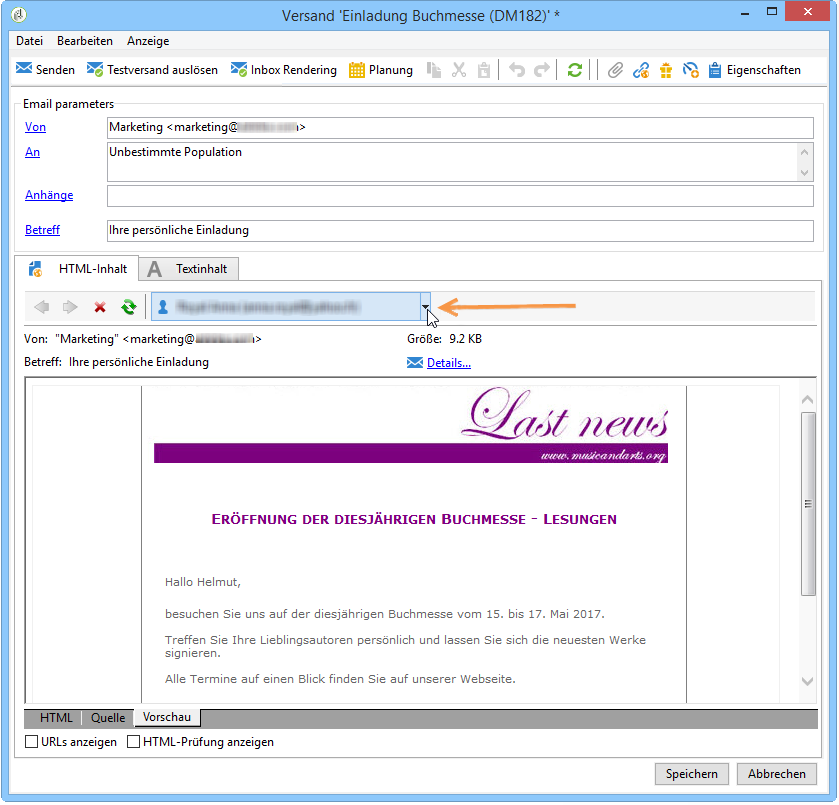 Versand 'Einladung Buchmesse (DM182)' *
Datei Bearbeiten Anzeige
Senden Testversand auslösen Inbox Rendering Planung Eigenschaften
Email parameters
Von Marketing <marketing@ >
An Unbestimmte Population
Anhänge
Betreff Ihre persönliche Einladung
HTML-Inhalt A Textinhalt
Von: "Marketing" <marketing@ > Größe: 9.2 KB
Betreff: Ihre persönliche Einladung Details...
Last news
www.musicandarts.org
Eröffnung der diesjährigen Buchmesse - Lesungen
Hallo Helmut,
besuchen Sie uns auf der diesjährigen Buchmesse vom 15. bis 17. Mai 2017.
Treffen Sie Ihre Lieblingsautoren persönlich und lassen Sie sich die neuesten Werke
signieren.
Alle Termine auf einen Blick finden Sie auf unserer Webseite.
HTML Quelle Vorschau
URLs anzeigen HTML-Prüfung anzeigen
Speichern Abbrechen